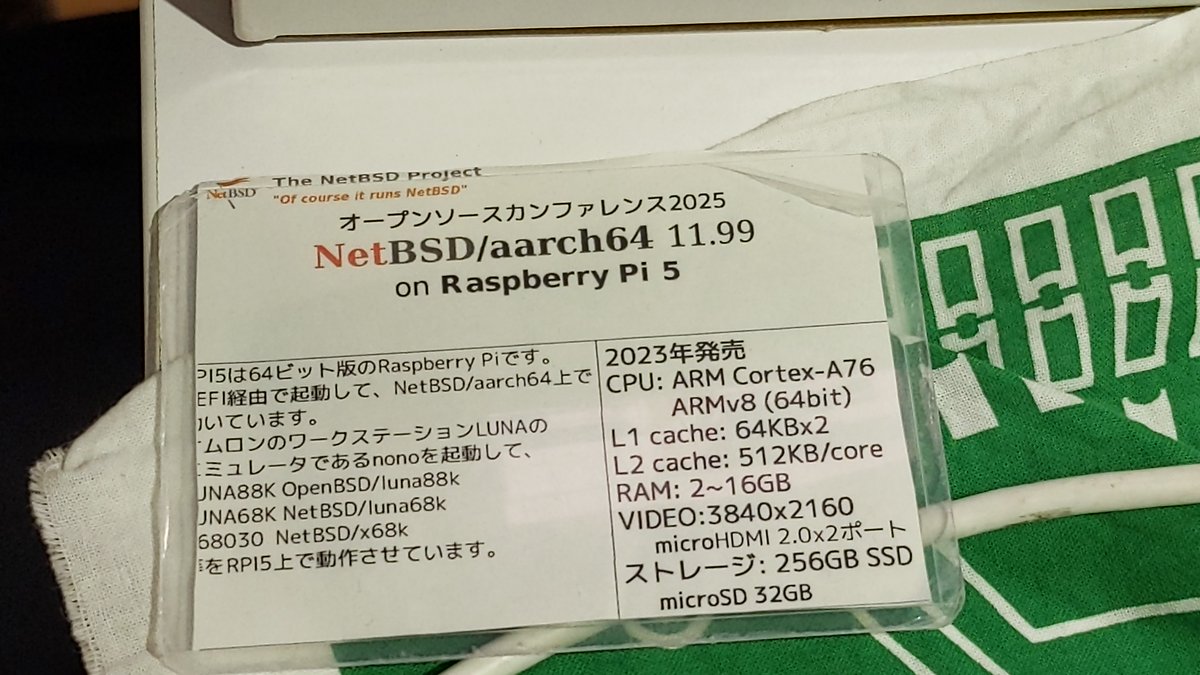 NetBSD
The NetBSD Project
"Of course it runs NetBSD"
オープンソースカンファレンス2025
NetBSD/aarch64 11.99
on Raspberry Pi 5
PI5は64ビット版のRaspberry Piです。
EFI経由で起動して、NetBSD/aarch64上で
いています。
ムロンのワークステーションLUNAの
ミュレータであるnonoを起動して、
UNA88K OpenBSD/luna88k
UNA68K NetBSD/luna68k
68030 NetBSD/x68k
をRPI5上で動作させています。
2023年発売
CPU: ARM Cortex-A76
ARMv8 (64bit)
L1 cache: 64KBx2
L2 cache: 512KB/core
RAM: 2~16GB
VIDEO:3840x2160
microHDMI 2.0x2ポート
ストレージ: 256GB SSD
microSD 32GB